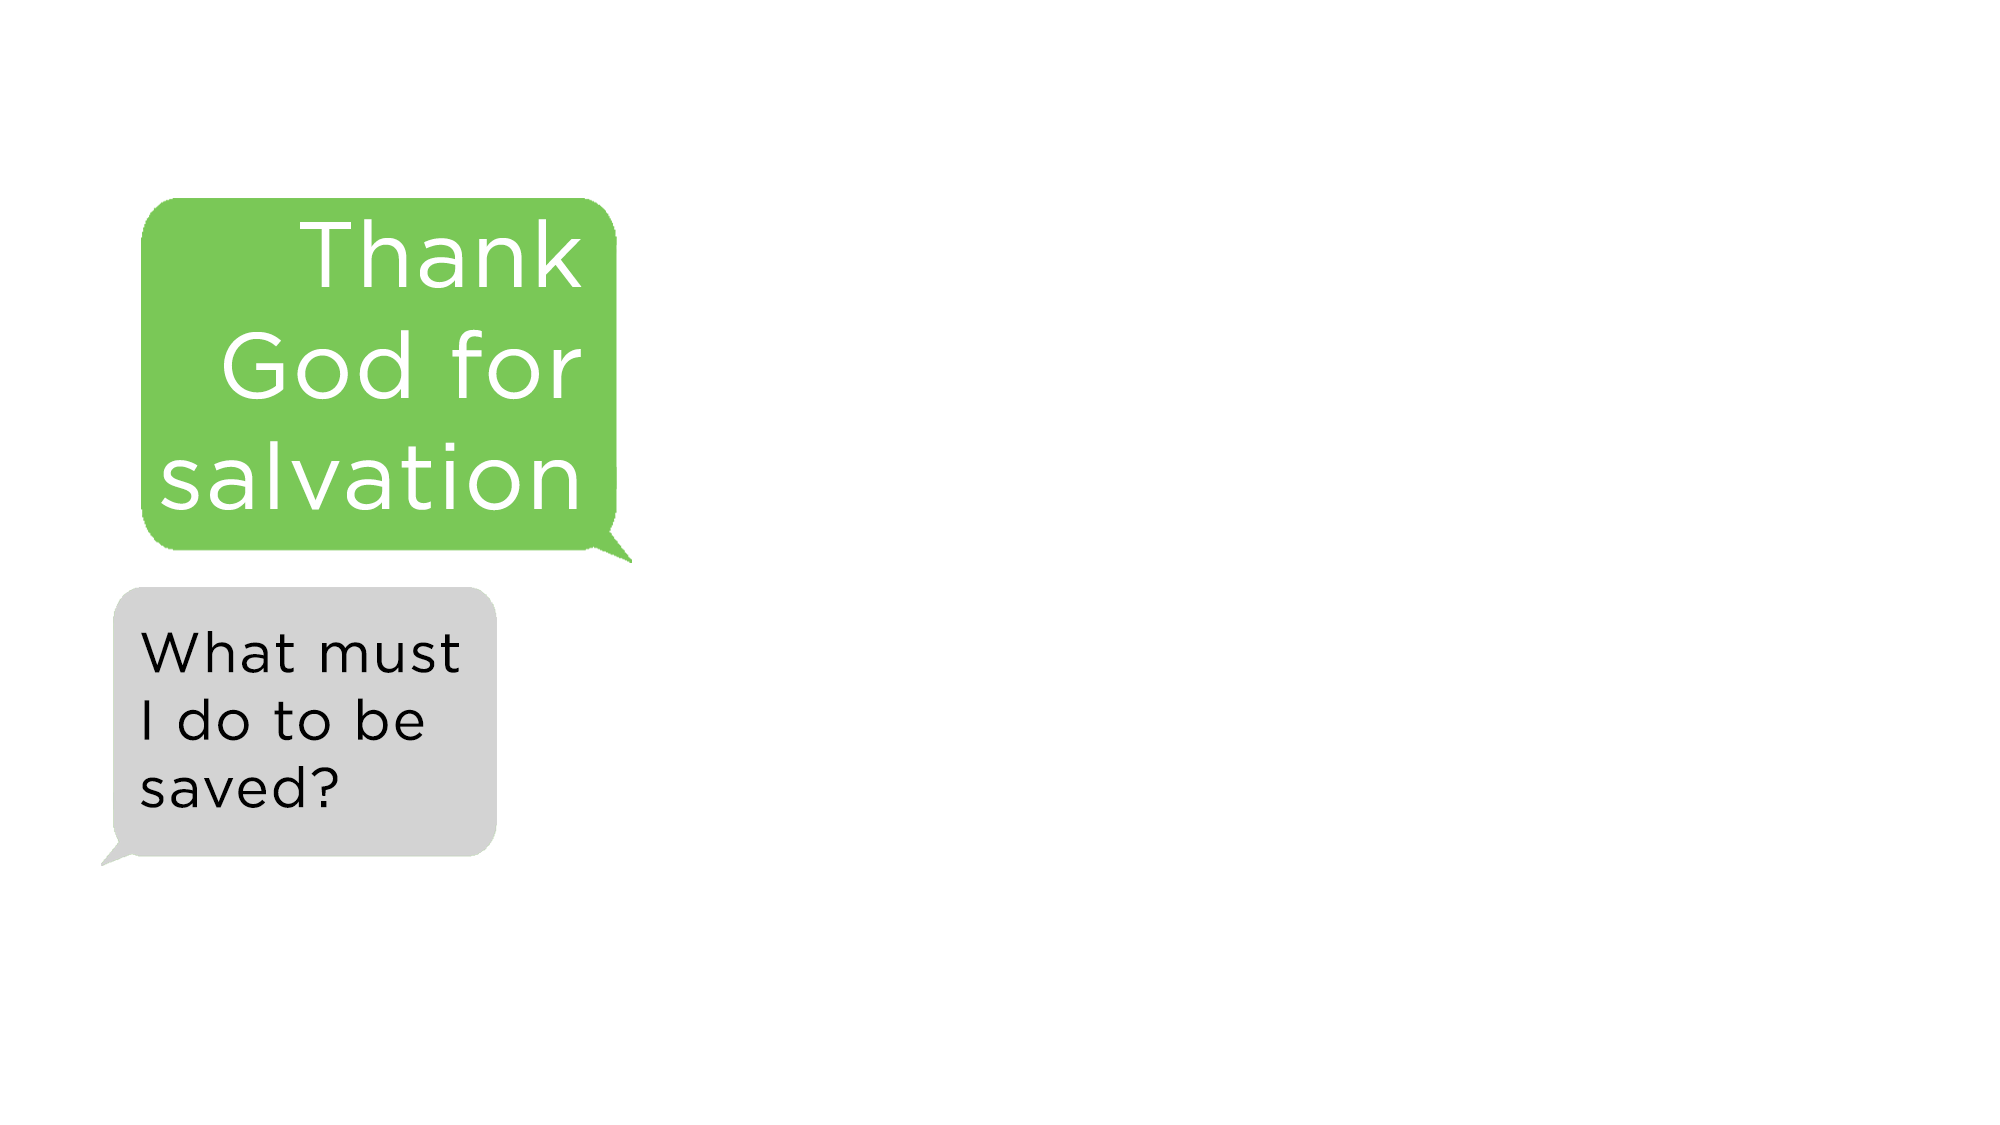 Thank
God for
salvation
What must
I do to be
saved?